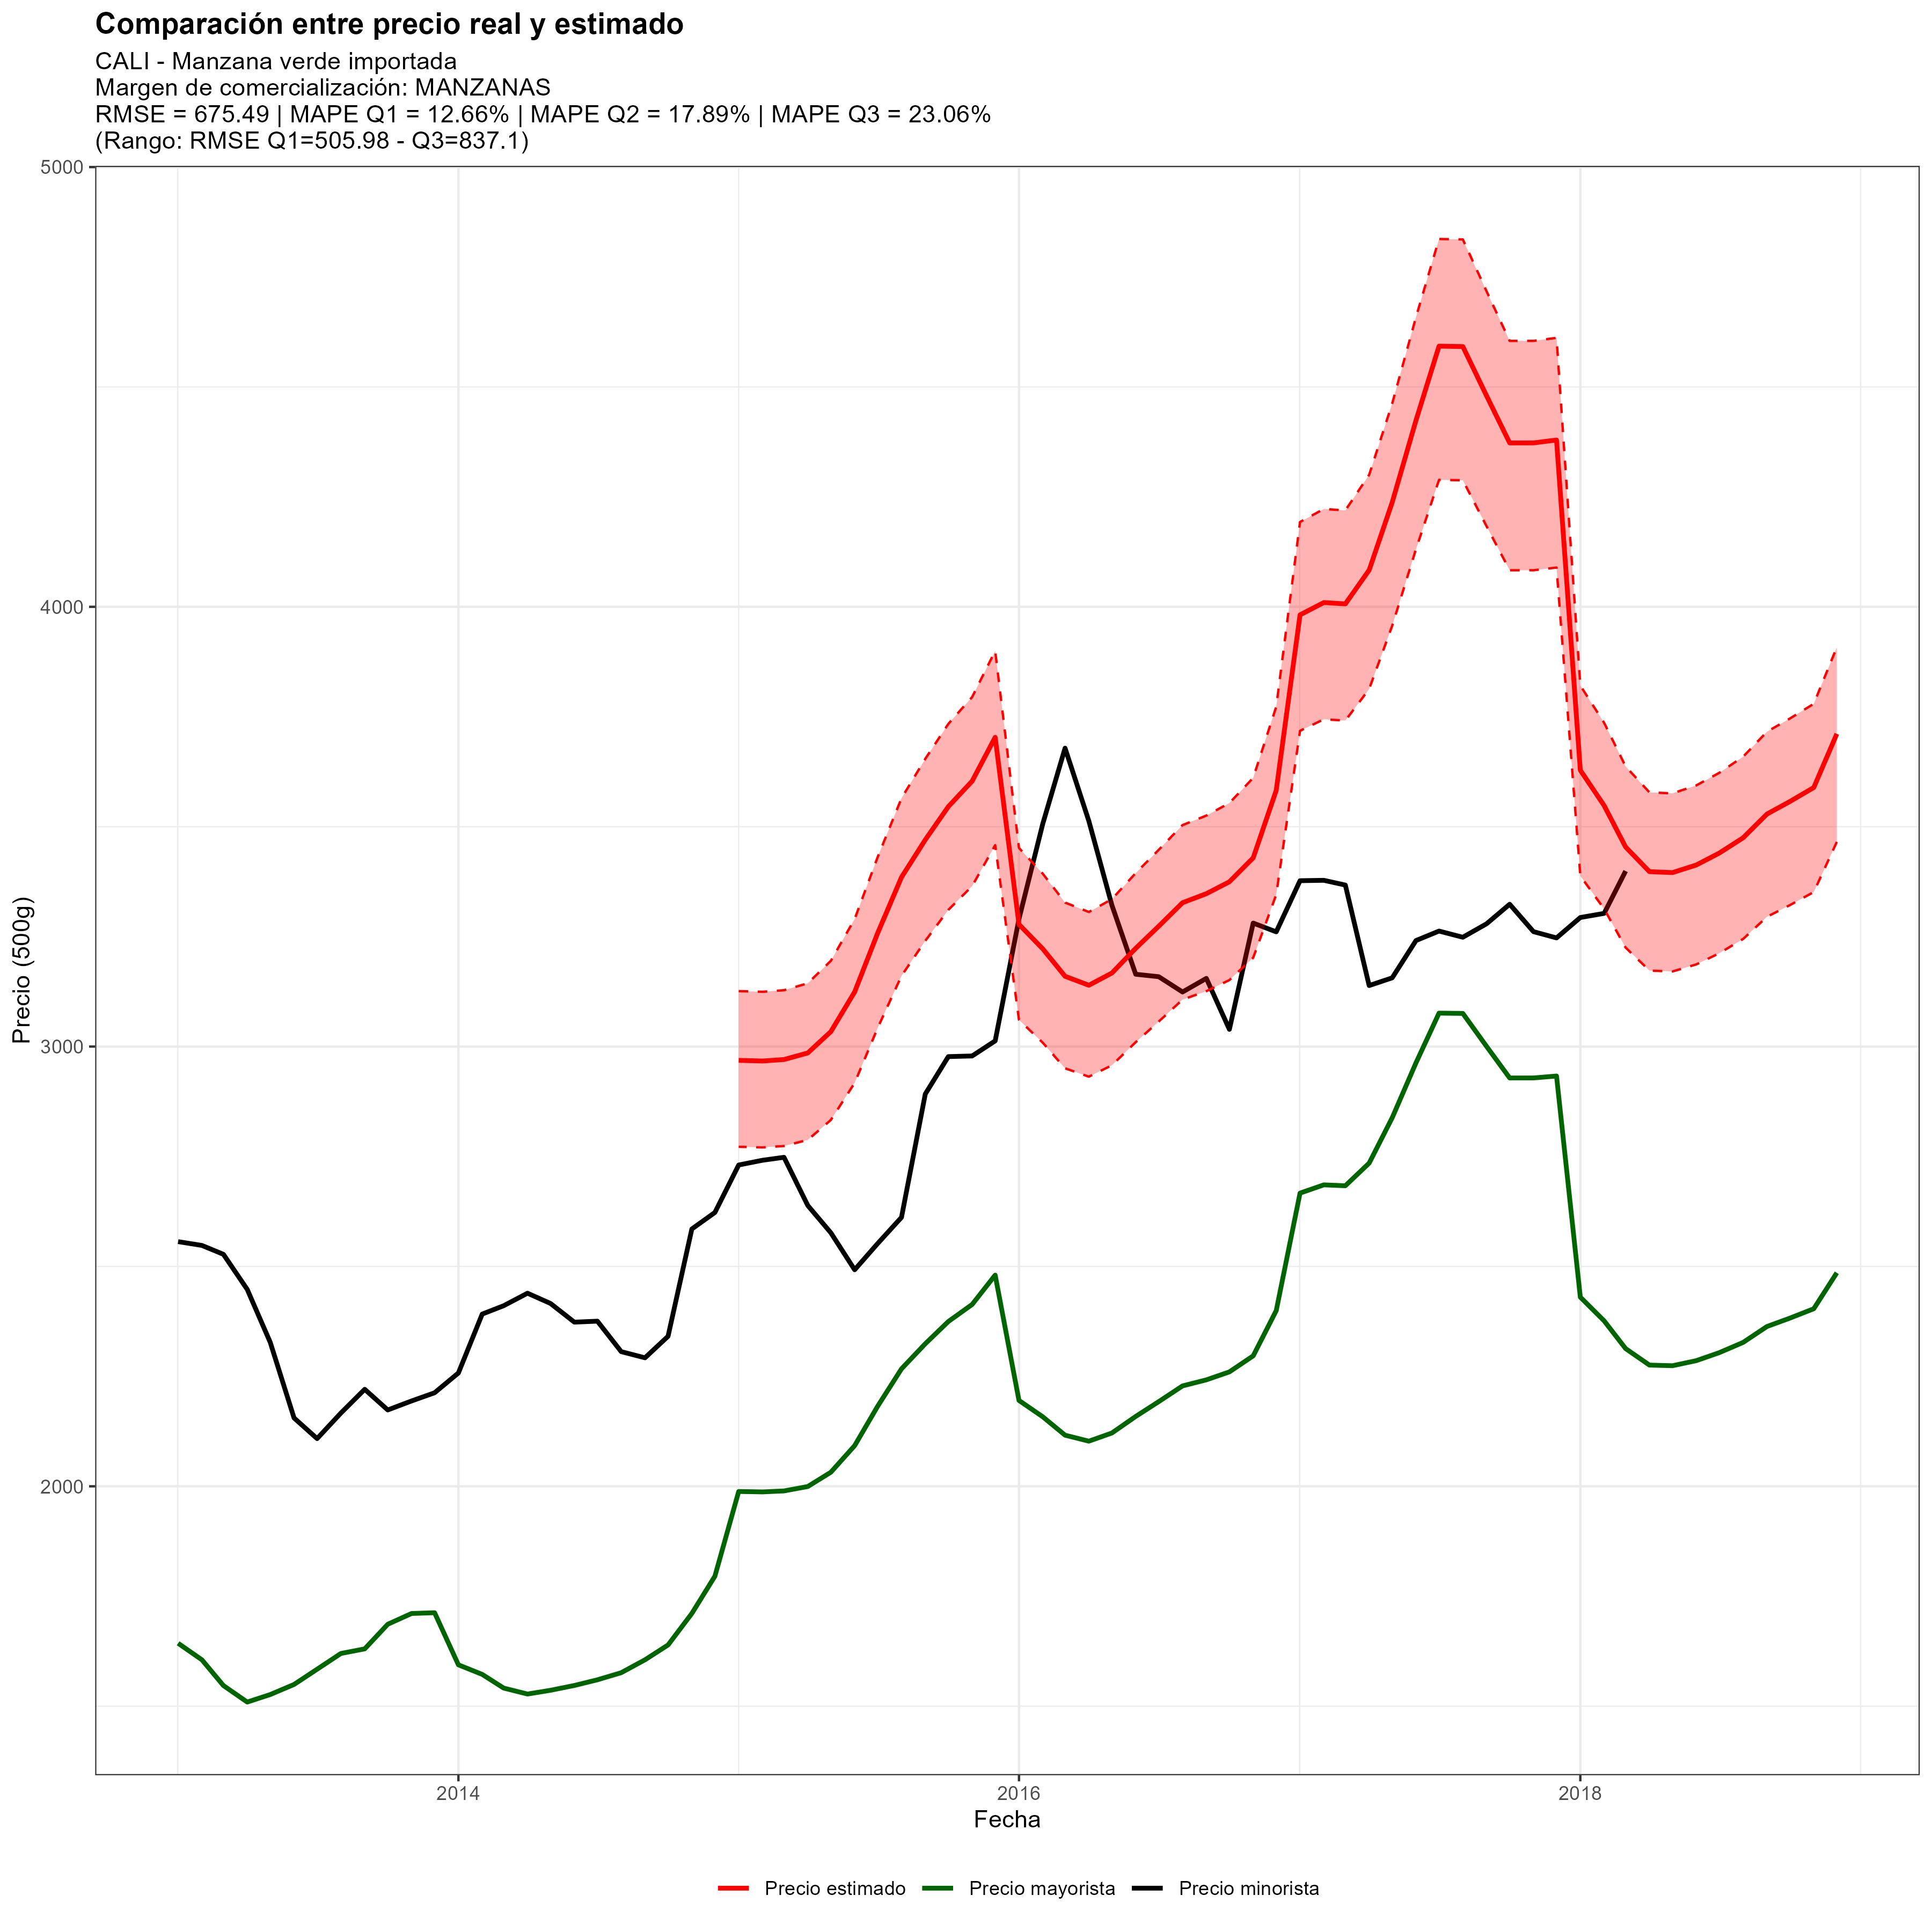 Comparación entre precio real y estimado
CALI - Manzana verde importada
Margen de comercialización: MANZANAS
RMSE = 675.49 | MAPE Q1 = 12.66% | MAPE Q2 = 17.89% | MAPE Q3 = 23.06%
(Rango: RMSE Q1=505.98 - Q3=837.1)
5000
4000
3000
2000
Precio (500g)
2014 2016 2018
Fecha
Precio estimado Precio mayorista Precio minorista